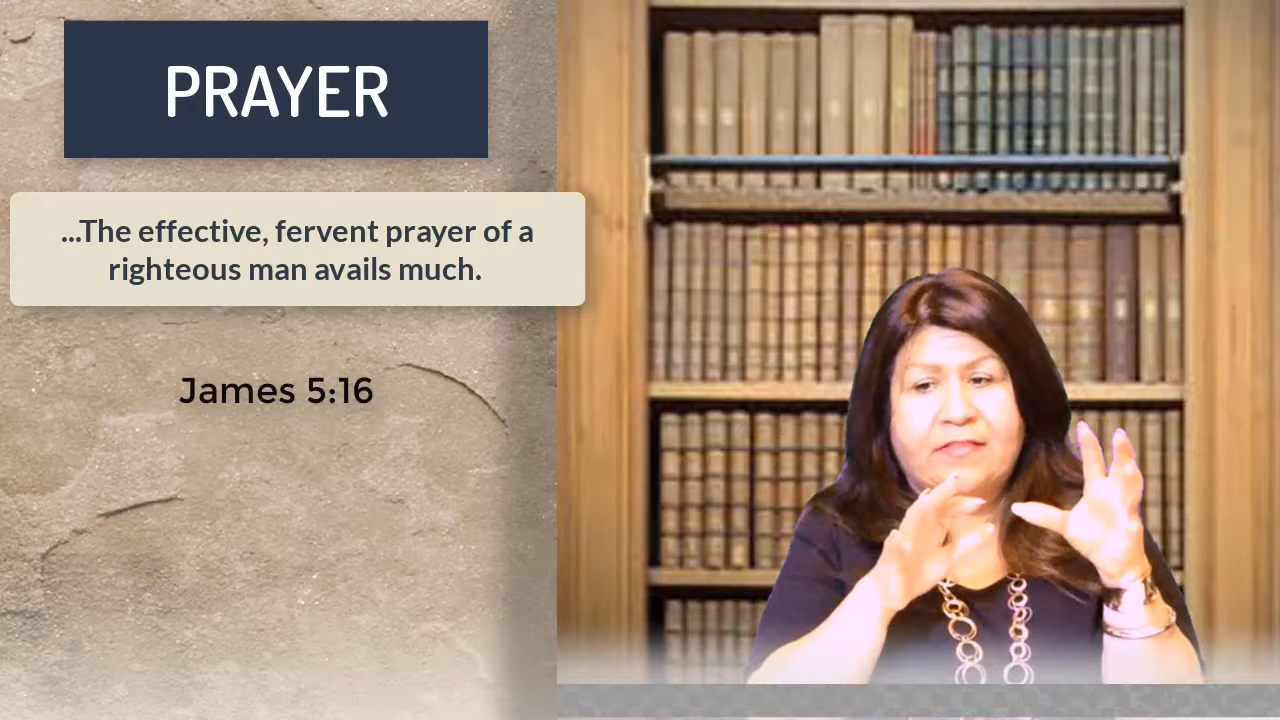 PRAYER
...The effective, fervent prayer of a
righteous man avails much.
James 5:16